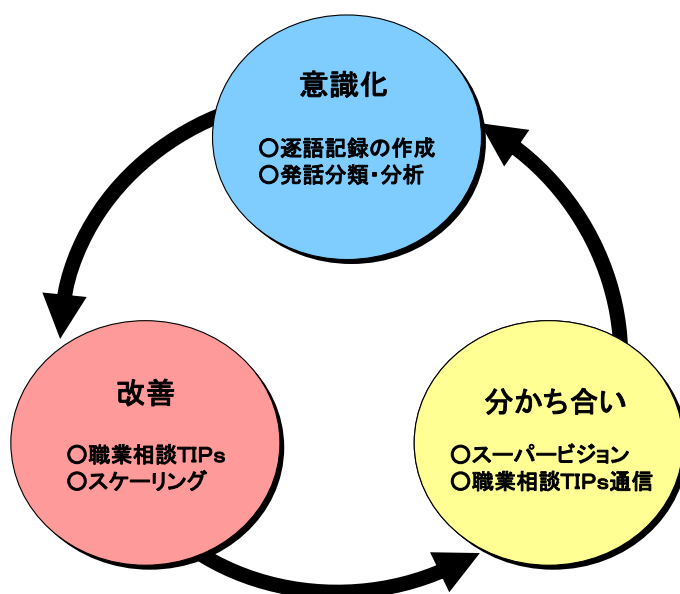 意識化
○逐語記録の作成
○発話分類・分析
改善
○職業相談TIPs
○スケーリング
分かち合い
○スーパービジョン
○職業相談TIPs通信